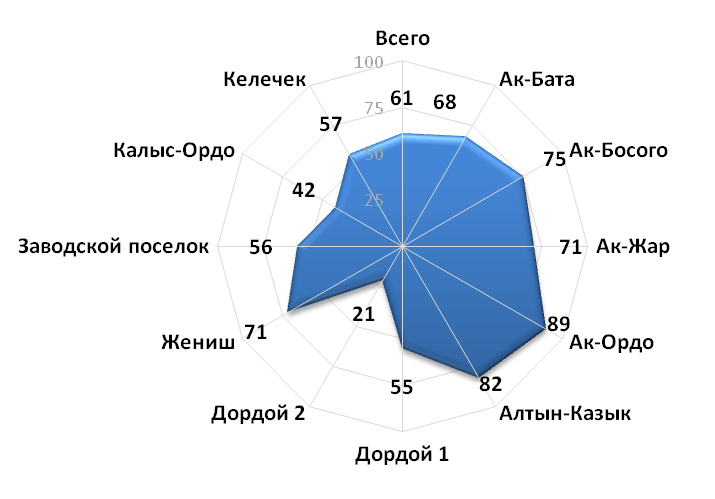 Всего
100
Келечек
Ак-Бата
75
61
68
57
Калыс-Ордо
50
75
Ак-Босого
42
25
Заводской поселок
56
71
Ак-Жар
21
89
71
Жениш
Ак-Ордо
55
82
Дордой 2
Алтын-Казык
Дордой 1